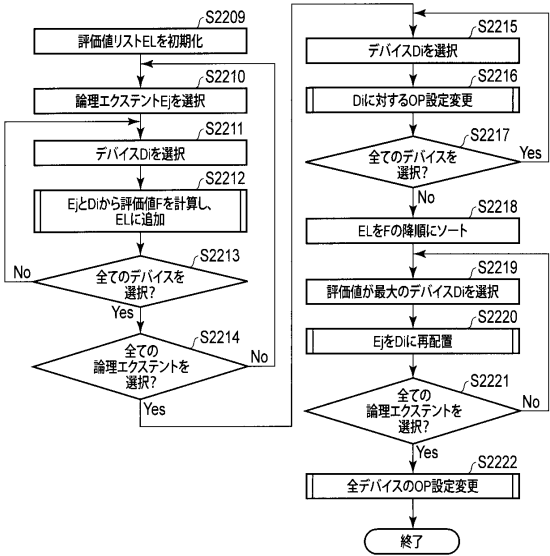 S2209
評価値リストELを初期化
S2210
論理エクステントEjを選択
S2211
デバイスDiを選択
S2212
EjとDiから評価値Fを計算し、
ELに追加
S2213
全てのデバイスを
選択?
No
Yes
S2214
全ての
論理エクステントを
選択?
No
Yes
S2215
デバイスDiを選択
S2216
Diに対するOP設定変更
S2217
全てのデバイスを
選択?
Yes
No
S2218
ELをFの降順にソート
S2219
評価値が最大のデバイスDiを選択
S2220
EjをDiに再配置
S2221
全ての
論理エクステントを
選択?
No
Yes
S2222
全デバイスのOP設定変更
終了